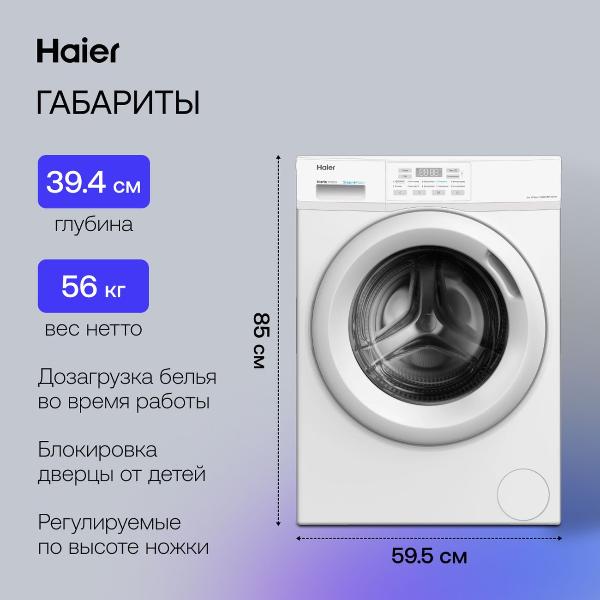 Haier
ГАБАРИТЫ
39.4 см
глубина
56 кг
вес нетто
Дозагрузка белья
во время работы
Блокировка
дверцы от детей
Регулируемые
по высоте ножки
85 см
59.5 см
Haier